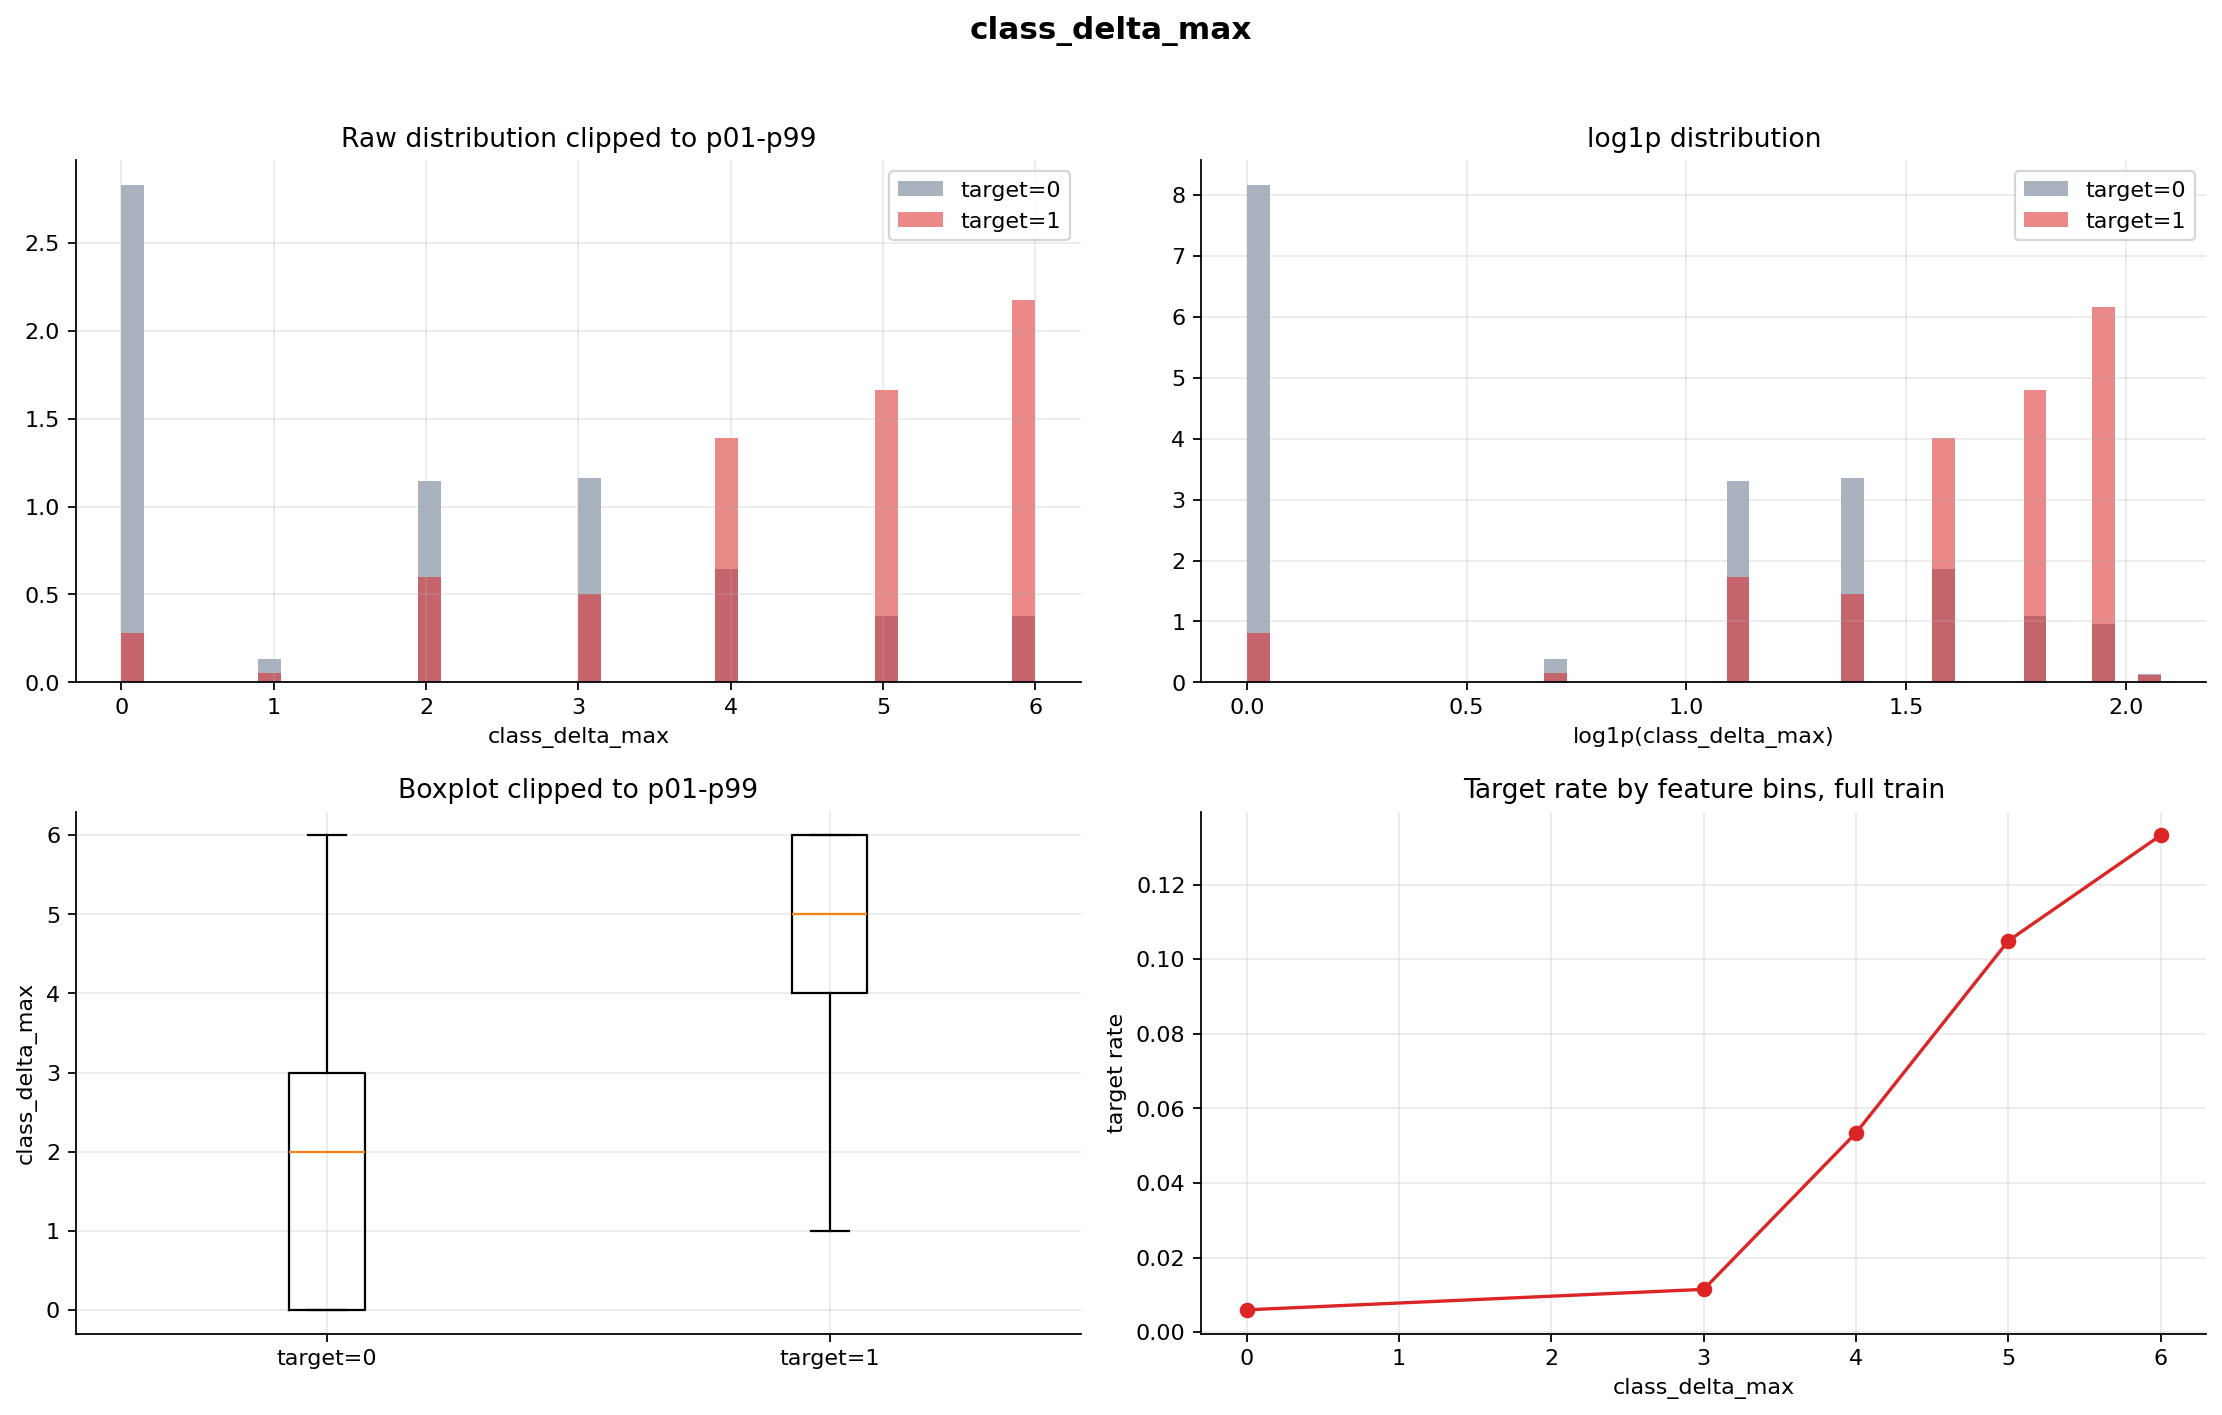 class_delta_max
Raw distribution clipped to p01-p99
target=0
target=1
2.5
2.0
1.5
1.0
0.5
0.0
0 1 2 3 4 5 6
class_delta_max
log1p distribution
target=0
target=1
8
7
6
5
4
3
2
1
0
0.0 0.5 1.0 1.5 2.0
log1p(class_delta_max)
Boxplot clipped to p01-p99
class_delta_max
6
5
4
3
2
1
0
target=0 target=1
Target rate by feature bins, full train
target rate
0.12
0.10
0.08
0.06
0.04
0.02
0.00
0 1 2 3 4 5 6
class_delta_max